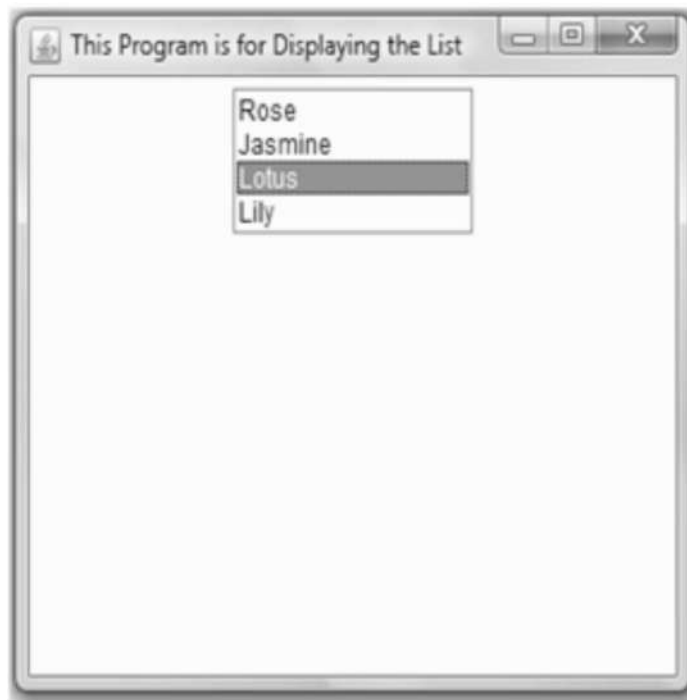 This Program is for Displaying the List
Rose
Jasmine
Lotus
Lily